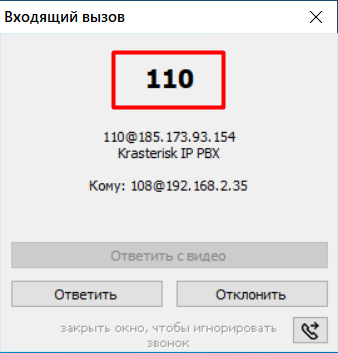 Входящий вызов
110
110@185.173.93.154
Krasterisk IP PBX
Кому: 108@192.168.2.35
Ответить с видео
Ответить
Отклонить
закрыть окно, чтобы игнорировать
звонок